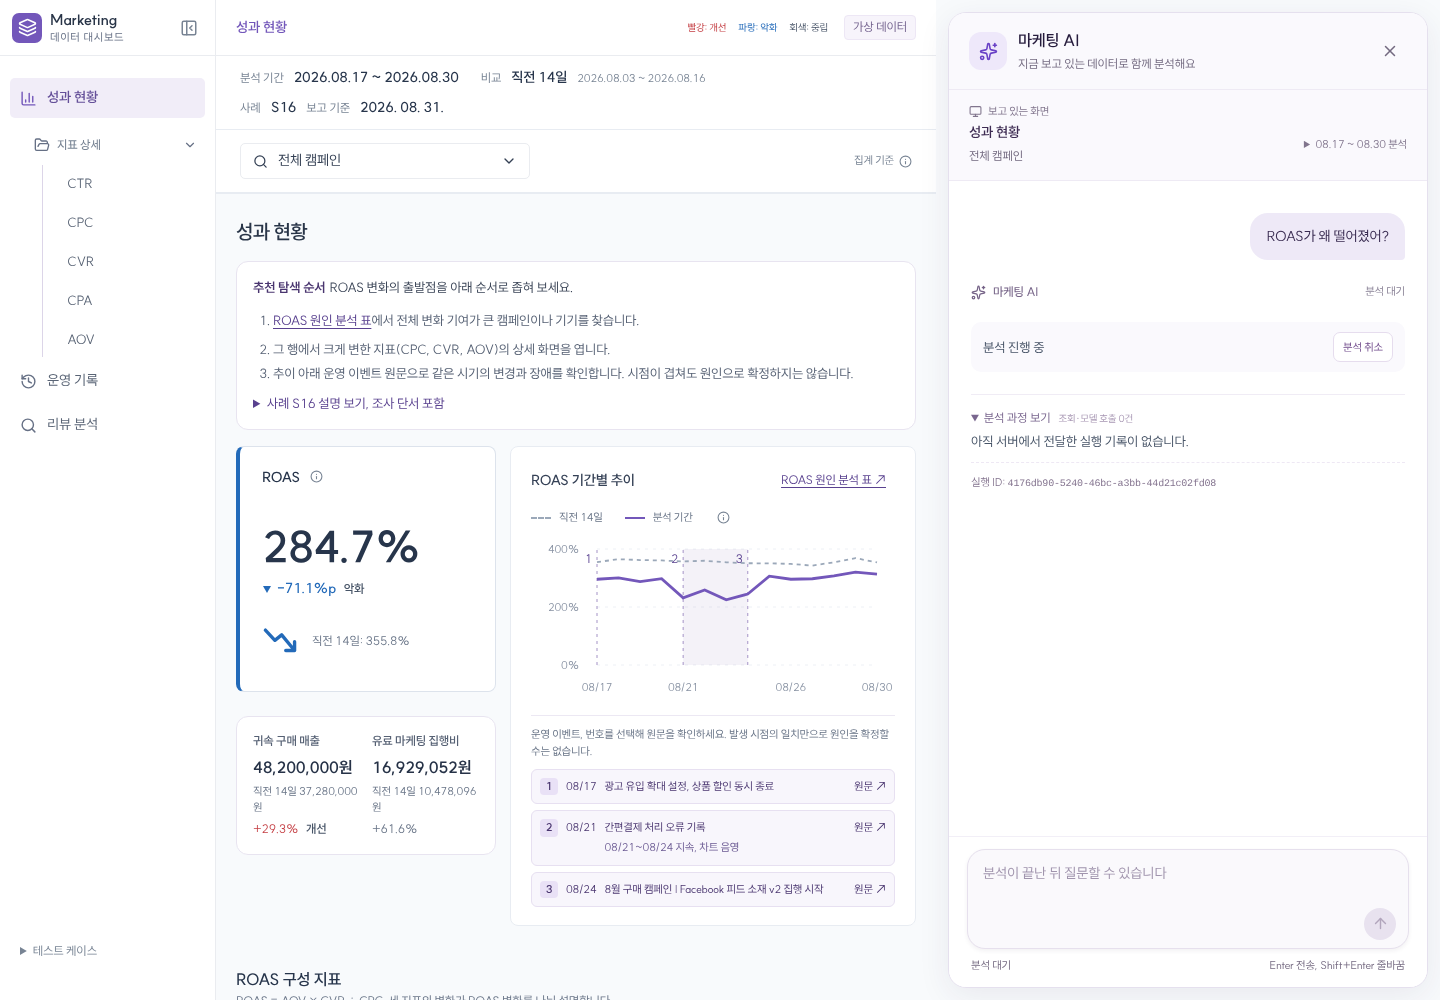 Marketing
데이터 대시보드
성과 현황
지표 상세
CTR
CPC
CVR
CPA
AOV
운영 기록
리뷰 분석
테스트 케이스
성과 현황
빨강: 개선 파랑: 악화 회색: 중립 가상 데이터
분석 기간 2026.08.17 ~ 2026.08.30 비교 직전 14일 2026.08.03 ~ 2026.08.16
사례 S16 보고 기준 2026. 08. 31.
전체 캠페인 집계 기준
성과 현황
추천 탐색 순서 ROAS 변화의 출발점을 아래 순서로 좁혀 보세요.
1. ROAS 원인 분석 표에서 전체 변화 기여가 큰 캠페인이나 기기를 찾습니다.
2. 그 행에서 크게 변한 지표(CPC, CVR, AOV)의 상세 화면을 엽니다.
3. 추이 아래 운영 이벤트 원문으로 같은 시기의 변경과 장애를 확인합니다. 시점이 겹쳐도 원인으로 확정하지는 않습니다.
▶ 사례 S16 설명 보기, 조사 단서 포함
ROAS
284.7%
▼ -71.1%p 악화
직전 14일: 355.8%
귀속 구매 매출
48,200,000원
직전 14일 37,280,000
원
+29.3% 개선
유료 마케팅 집행비
16,929,052원
직전 14일 10,478,096
원
+61.6%
ROAS 기간별 추이 ROAS 원인 분석 표 ↗
직전 14일 분석 기간
400%
200%
0%
1 2 3
08/17 08/21 08/26 08/30
운영 이벤트, 번호를 선택해 원문을 확인하세요. 발생 시점의 일치만으로 원인을 확정할
수는 없습니다.
1 08/17 광고 유입 확대 설정, 상품 할인 동시 종료 원문 ↗
2 08/21 간편결제 처리 오류 기록 원문 ↗
08/21~08/24 지속, 차트 음영
3 08/24 8월 구매 캠페인 | Facebook 피드 소재 v2 집행 시작 원문 ↗
ROAS 구성 지표
ROAS = AOV × CVR ÷ CPC. 세 지표의 변화가 ROAS 변화를 나눠 설명합니다.
마케팅 AI
지금 보고 있는 데이터로 함께 분석해요
보고 있는 화면
성과 현황
전체 캠페인
▶ 08.17 ~ 08.30 분석
ROAS가 왜 떨어졌어?
마케팅 AI 분석 대기
분석 진행 중 분석 취소
▼ 분석 과정 보기 조회·모델 호출 0건
아직 서버에서 전달한 실행 기록이 없습니다.
실행 ID: 4176db90-5240-46bc-a3bb-44d21c02fd08
분석이 끝난 뒤 질문할 수 있습니다
분석 대기 Enter 전송, Shift+Enter 줄바꿈